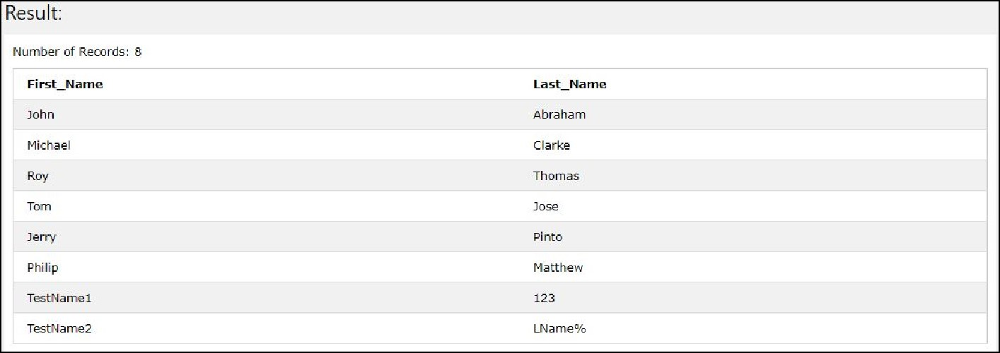 Result:
Number of Records: 8
First_Name Last_Name
John Abraham
Michael Clarke
Roy Thomas
Tom Jose
Jerry Pinto
Philip Matthew
TestName1 123
TestName2 LName%